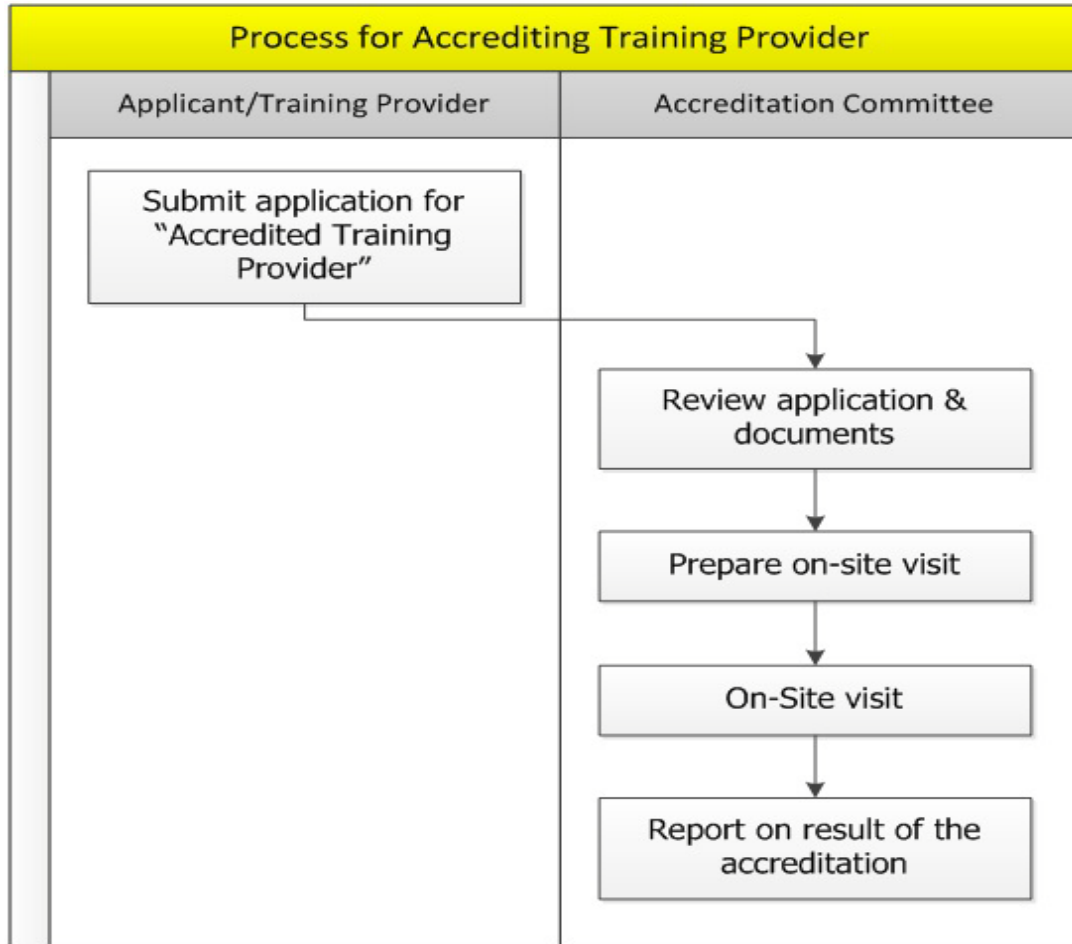 Process for Accrediting Training Provider
Applicant/Training Provider
Accreditation Committee
Submit application for
“Accredited Training
Provider”
Review application &
documents
Prepare on-site visit
On-Site visit
Report on result of the
accreditation